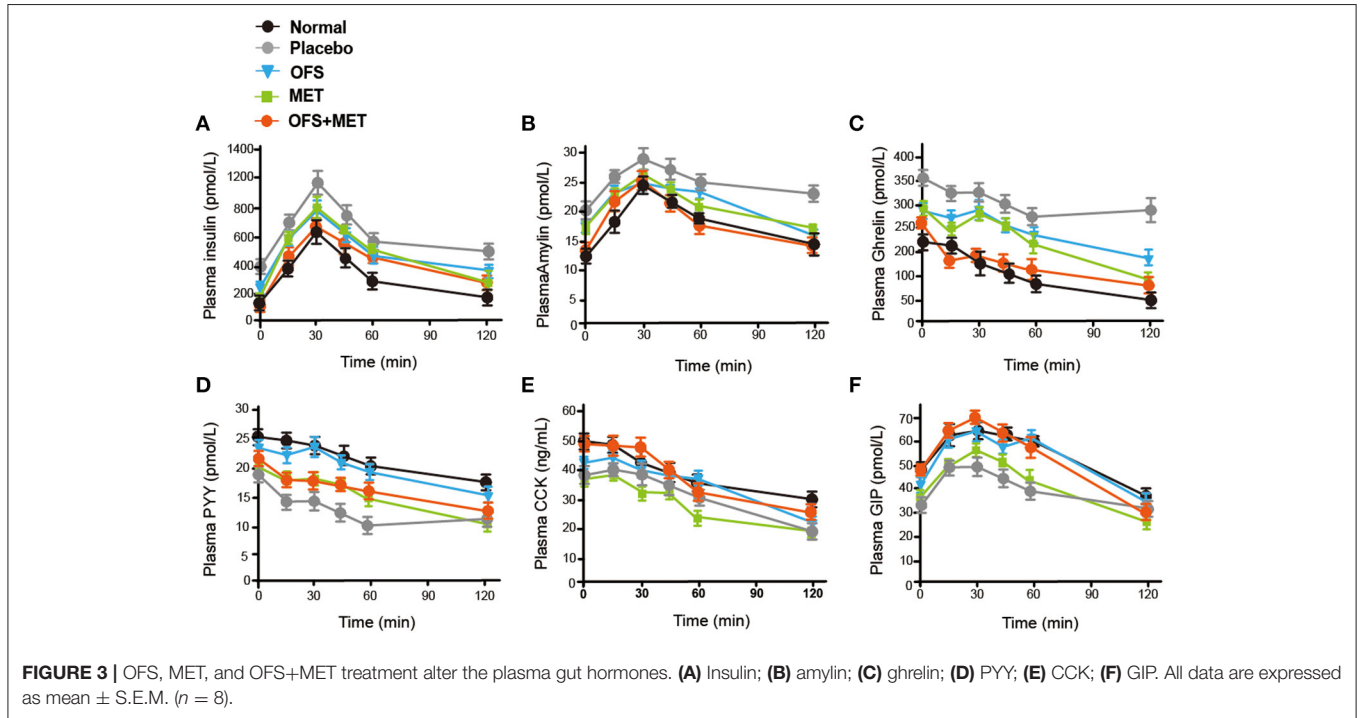 Normal
Placebo
OFS
MET
OFS+MET
A
1400
1200
1000
800
600
400
200
0
Plasma insulin (pmol/L)
0 30 60 90 120
Time (min)
B
30
25
20
15
10
5
0
PlasmaAmylin (pmol/L)
0 30 60 90 120
Time (min)
C
400
350
300
250
200
100
50
0
Plasma Ghrelin (pmol/L)
0 30 60 90 120
Time (min)
D
30
25
20
15
10
5
0
Plasma PYY (pmol/L)
0 30 60 90 120
Time (min)
E
60
50
40
30
20
10
0
Plasma CCK (ng/mL)
0 30 60 90 120
Time (min)
F
70
60
50
40
30
20
10
0
Plasma GIP (pmol/L)
0 30 60 90 120
Time (min)
FIGURE 3 | OFS, MET, and OFS+MET treatment alter the plasma gut hormones. (A) Insulin; (B) amylin; (C) ghrelin; (D) PYY; (E) CCK; (F) GIP. All data are expressed
as mean ± S.E.M. (n = 8).